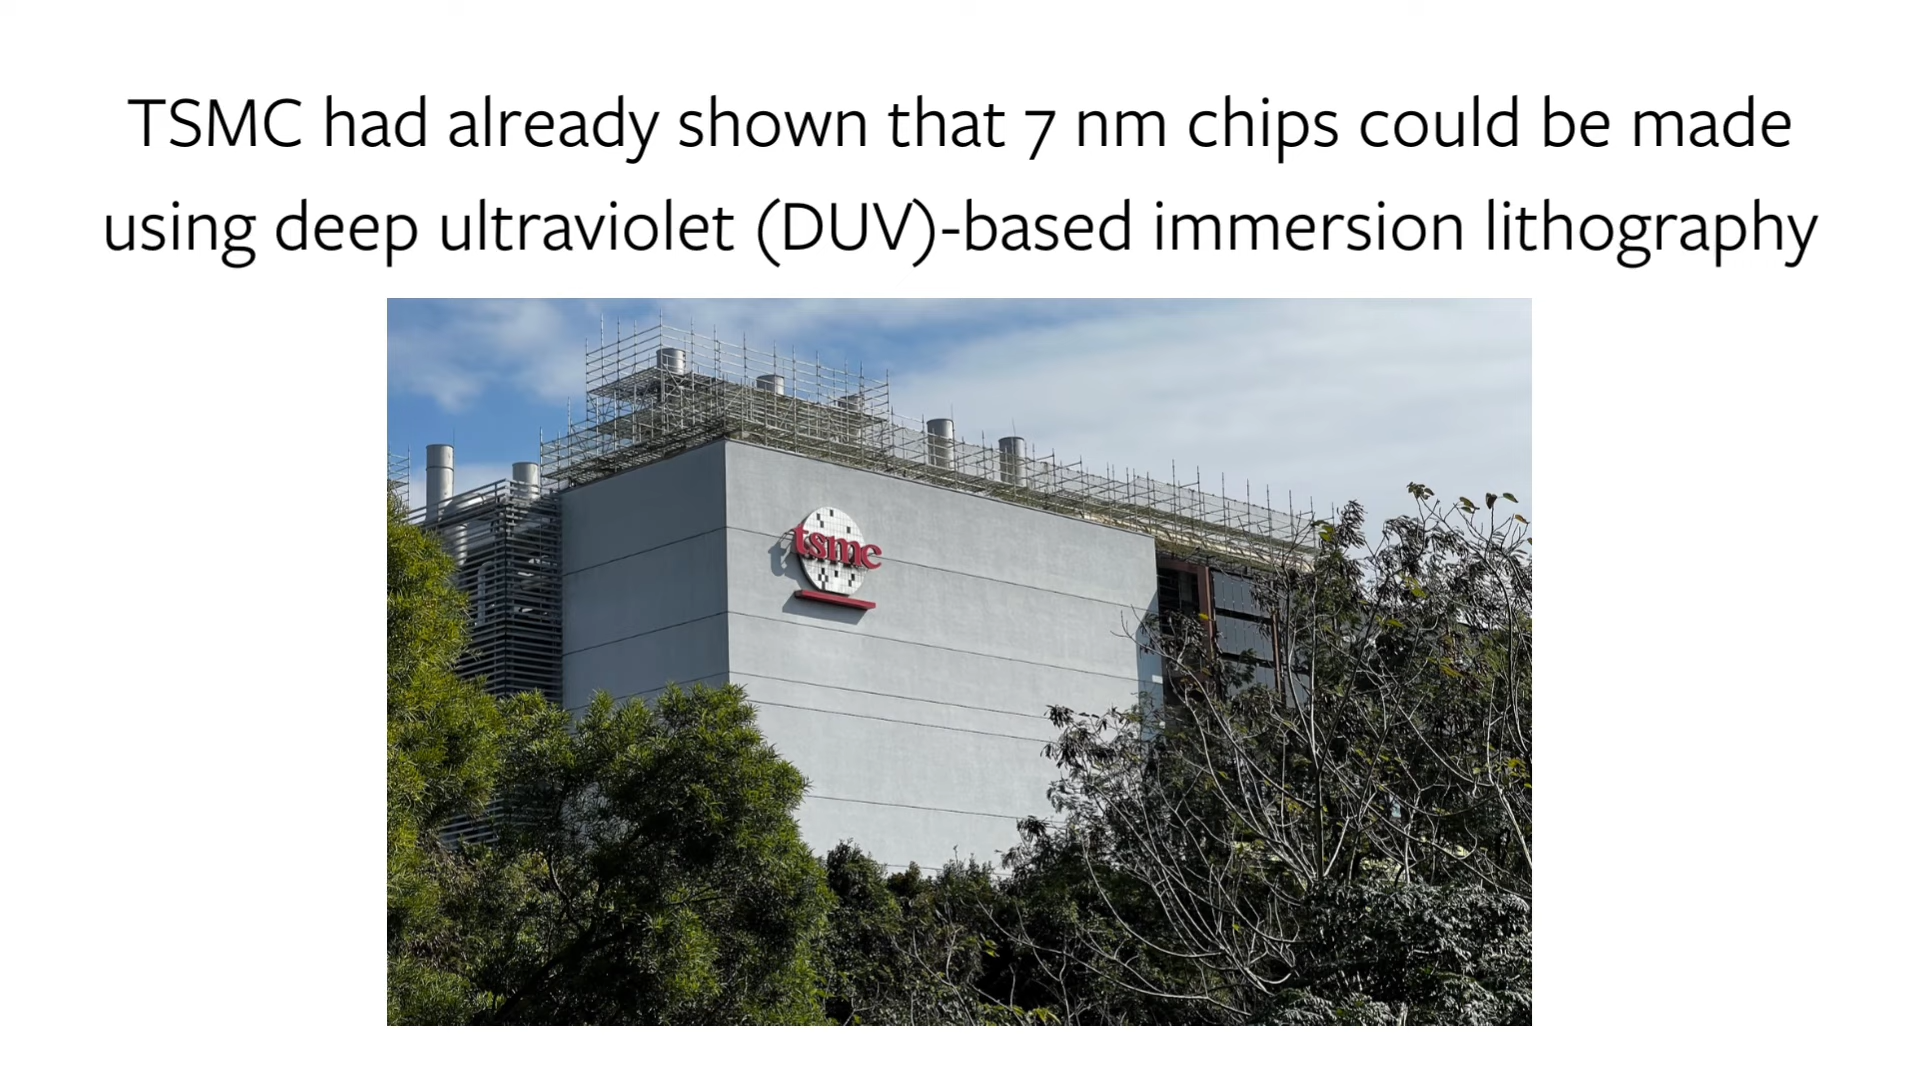 TSMC had already shown that 7 nm chips could be made
using deep ultraviolet (DUV)-based immersion lithography
tsmc